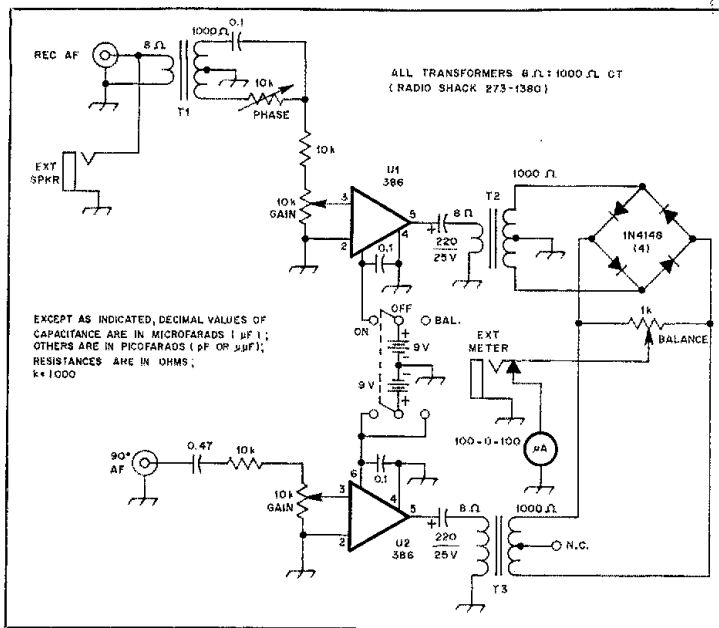 REC AF
8 Ω
1000 Ω
0.1
T1
10k
PHASE
ALL TRANSFORMERS 8 Ω : 1000 Ω CT
(RADIO SHACK 273-1380)
EXT
SPKR
10k
10k
GAIN
U1
386
3
2
5
4
0.1
+
220
25V
8 Ω
T2
1000 Ω
1N4148
(4)
1k
BALANCE
EXCEPT AS INDICATED, DECIMAL VALUES OF
CAPACITANCE ARE IN MICROFARADS ( µF );
OTHERS ARE IN PICOFARADS ( pF OR µµF);
RESISTANCES ARE IN OHMS;
k=1000
ON
OFF
BAL.
+
9V
-
-
9V
+
EXT
METER
100-0-100
µA
90°
AF
0.47
10k
10k
GAIN
6
0.1
3
4
5
2
U2
386
+
220
25V
8 Ω
1000 Ω
N.C.
T3